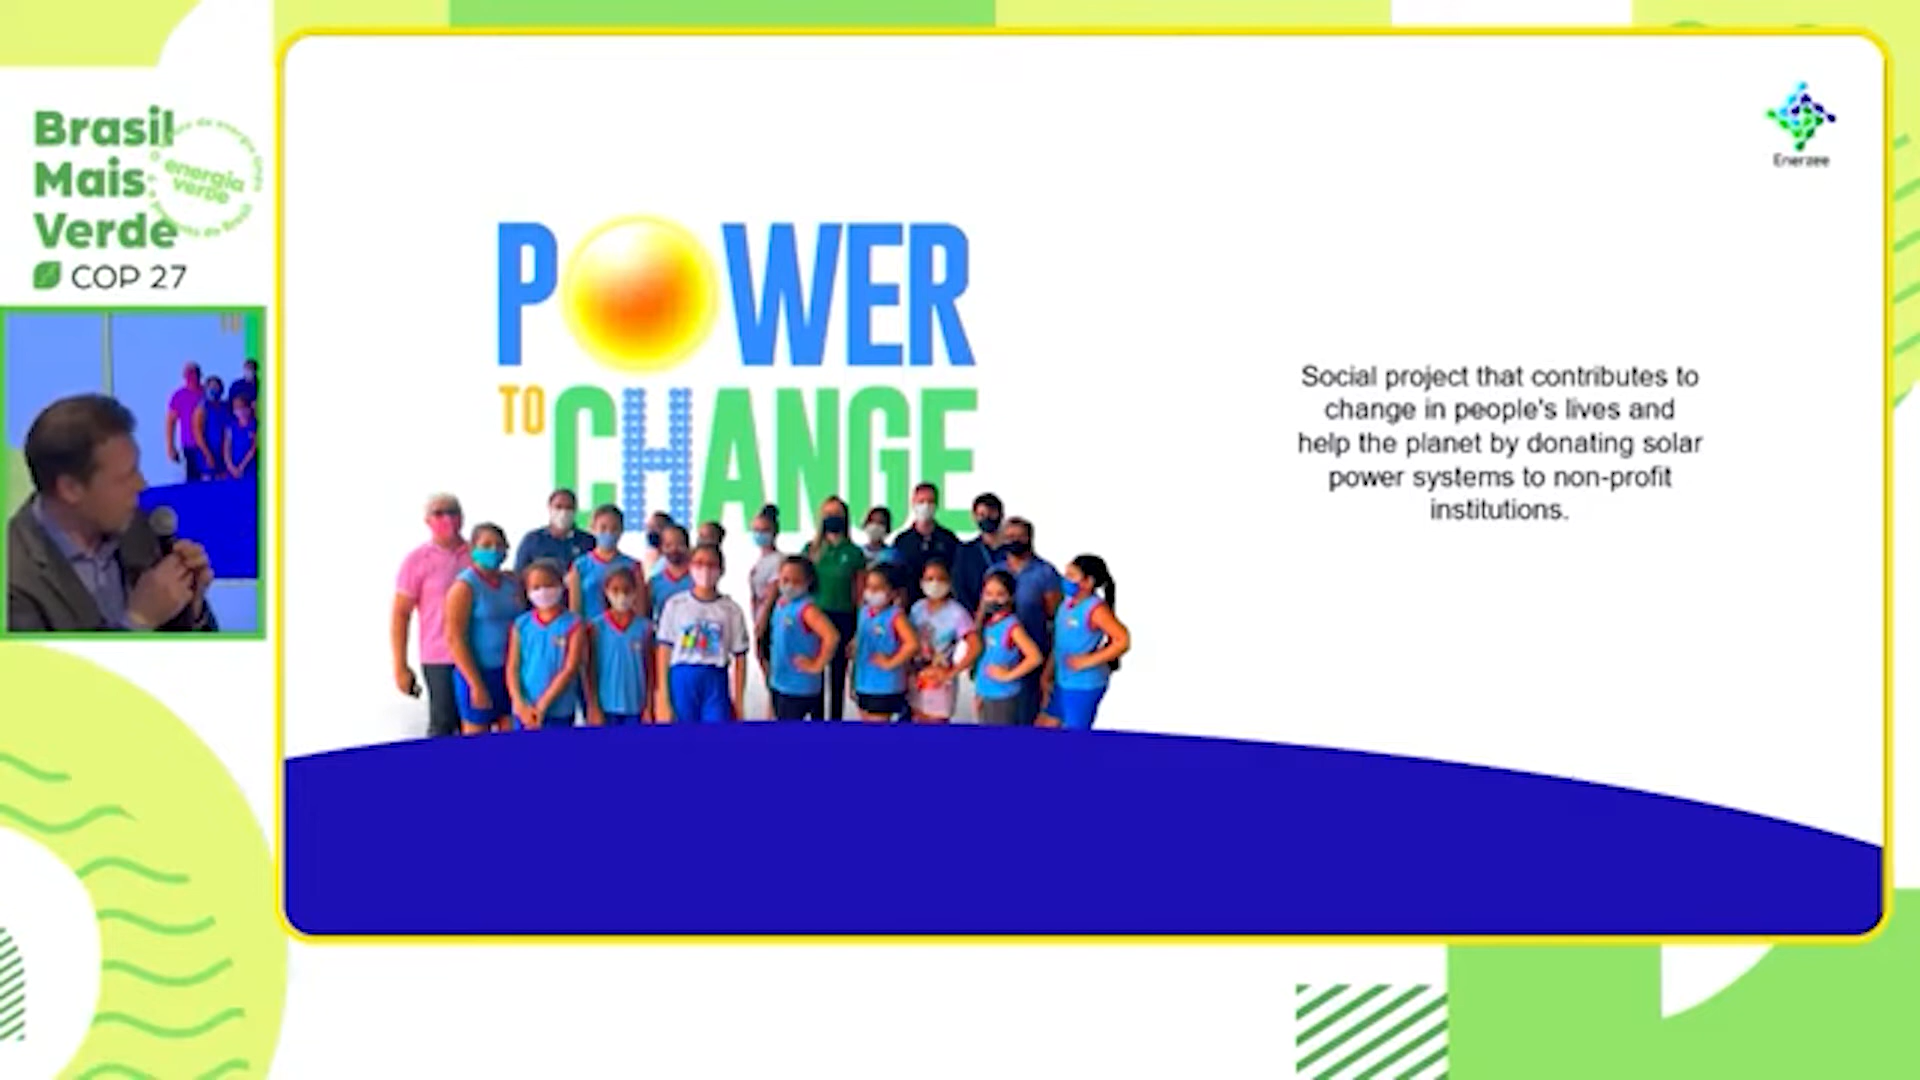 Brasil
Mais
Verde
energia
verde
COP 27
TO
Enerzee
POWER
TO CHANGE
Social project that contributes to
change in people's lives and
help the planet by donating solar
power systems to non-profit
institutions.